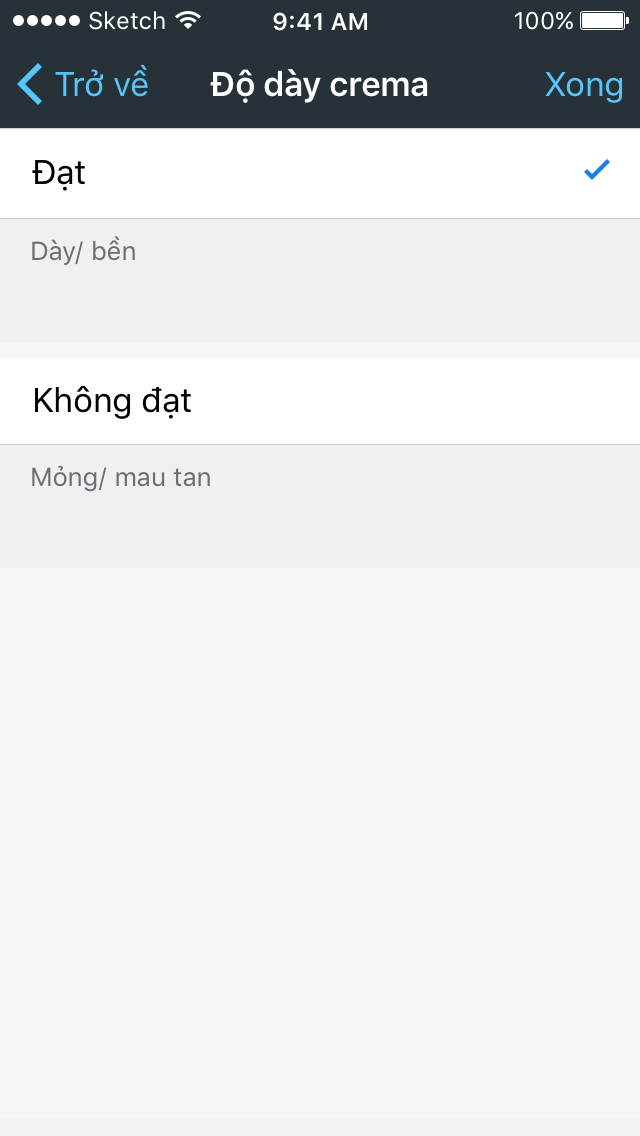 Sketch 9:41 AM 100%
Trở về Độ dày crema Xong
Đạt
Dày/ bền
Không đạt
Mỏng/ mau tan